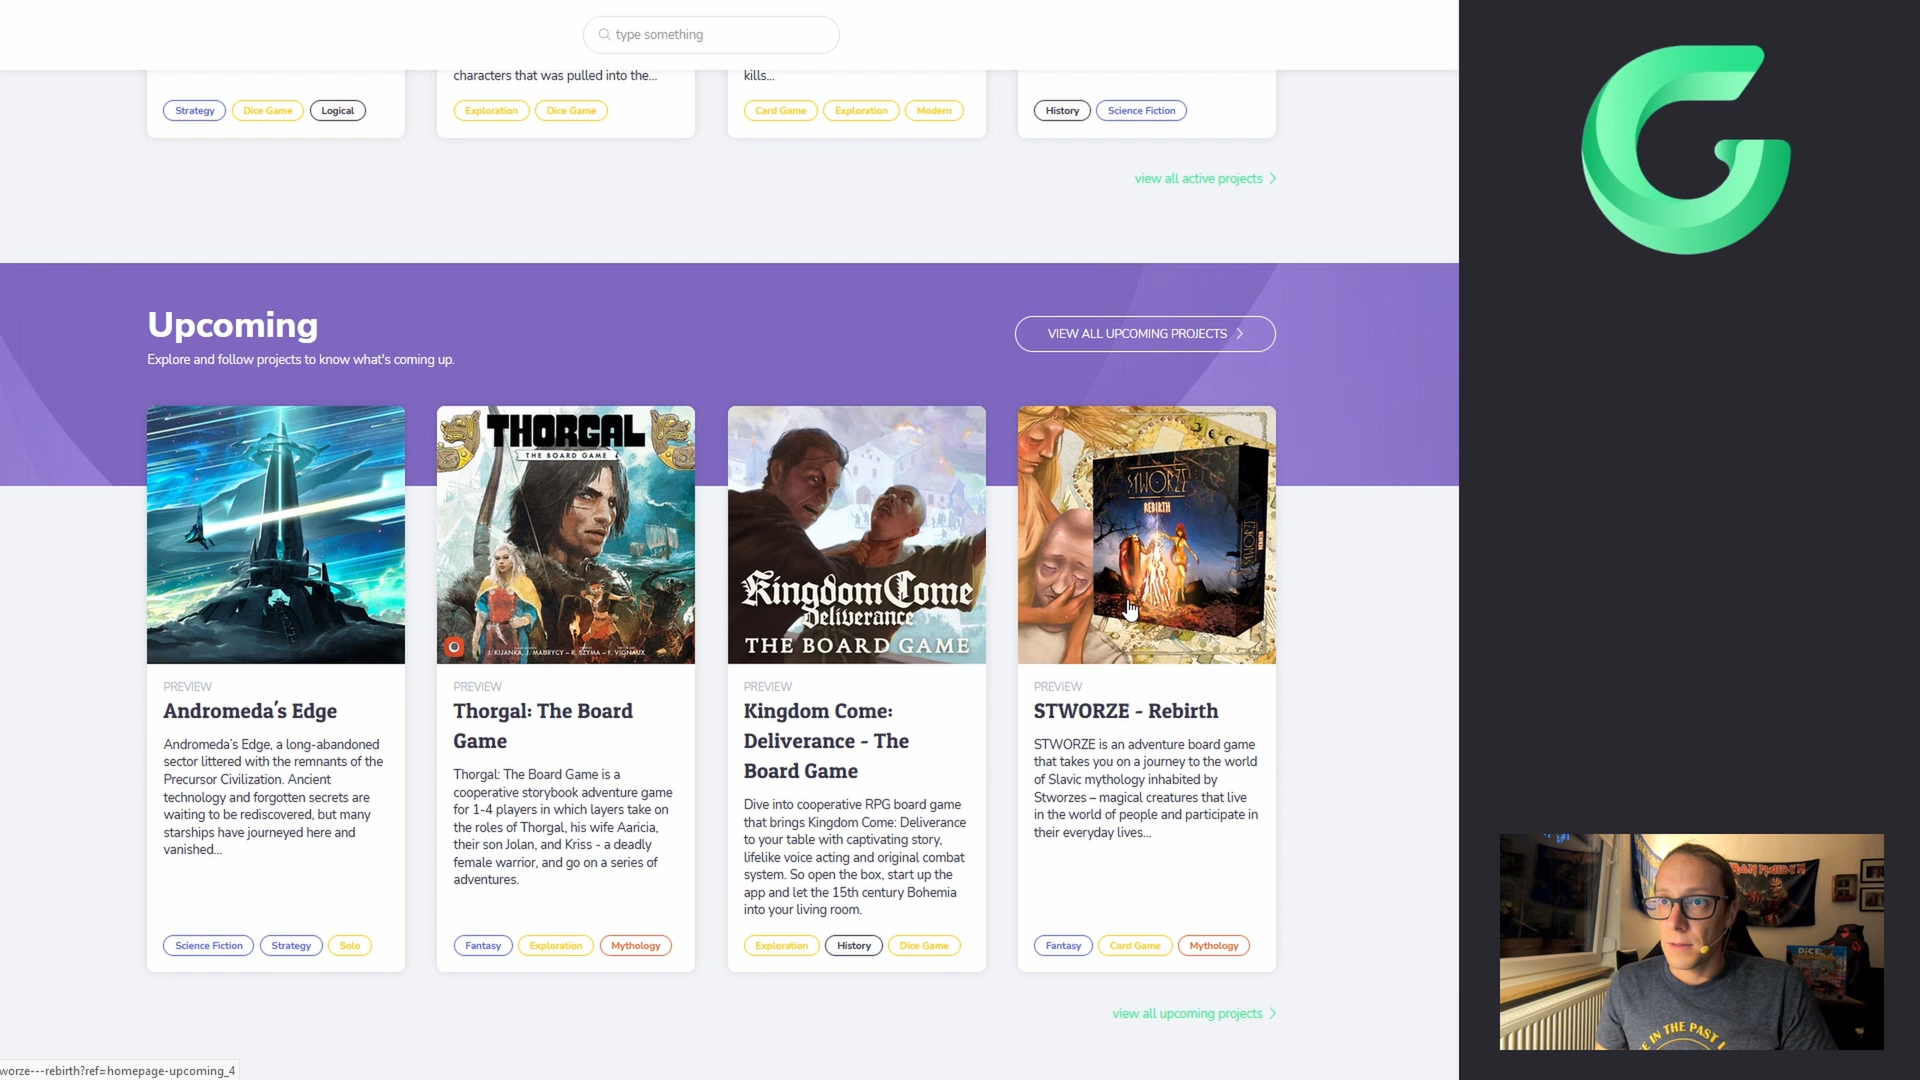 type something
characters that was pulled into the...
kills...
Strategy
Dice Game
Logical
Exploration
Dice Game
Card Game
Exploration
Modern
History
Science Fiction
view all active projects
Upcoming
Explore and follow projects to know what's coming up.
VIEW ALL UPCOMING PROJECTS
THORGAL
THE BOARD GAME
J. KIJANKA, J. MABRYCY – R. SZYMA – F. VIGNAUX
Kingdom Come
Deliverance
THE BOARD GAME
STWORZE
REBIRTH
STWORZE
PREVIEW
Andromeda's Edge
Andromeda's Edge, a long-abandoned
sector littered with the remnants of the
Precursor Civilization. Ancient
technology and forgotten secrets are
waiting to be rediscovered, but many
starships have journeyed here and
vanished...
Science Fiction
Strategy
Solo
PREVIEW
Thorgal: The Board
Game
Thorgal: The Board Game is a
cooperative storybook adventure game
for 1-4 players in which layers take on
the roles of Thorgal, his wife Aaricia,
their son Jolan, and Kriss - a deadly
female warrior, and go on a series of
adventures.
Fantasy
Exploration
Mythology
PREVIEW
Kingdom Come:
Deliverance - The
Board Game
Dive into cooperative RPG board game
that brings Kingdom Come: Deliverance
to your table with captivating story,
lifelike voice acting and original combat
system. So open the box, start up the
app and let the 15th century Bohemia
into your living room.
Exploration
History
Dice Game
PREVIEW
STWORZE - Rebirth
STWORZE is an adventure board game
that takes you on a journey to the world
of Slavic mythology inhabited by
Stworzes – magical creatures that live
in the world of people and participate in
their everyday lives...
Fantasy
Card Game
Mythology
view all upcoming projects
worze---rebirth?ref=homepage-upcoming_4
IRON MAIDEN
DICE
E IN THE PAST